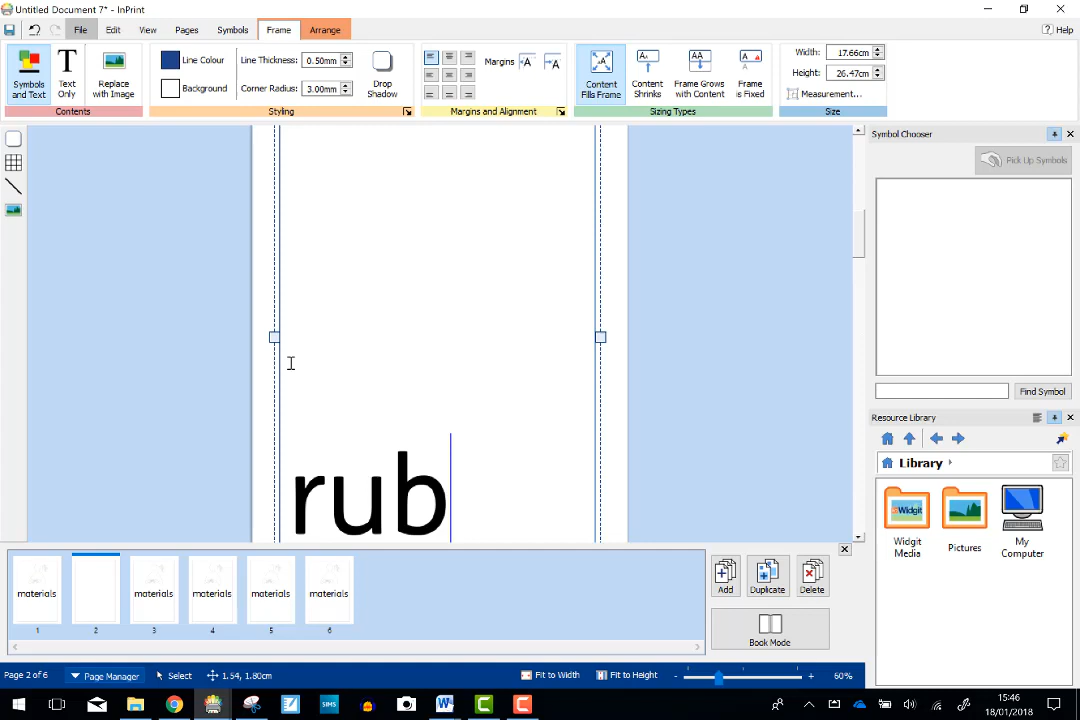 Untitled Document 7* - InPrint
File Edit View Pages Symbols Frame Arrange Help
Symbols and Text
Text Only
Replace with Image
Contents
Line Colour
Background
Line Thickness: 0.50mm
Corner Radius: 3.00mm
Drop Shadow
Styling
Margins
Margins and Alignment
Content Fills Frame
Content Shrinks
Frame Grows with Content
Frame is Fixed
Sizing Types
Width: 17.66cm
Height: 26.47cm
Measurement...
Size
Symbol Chooser
Pick Up Symbols
Find Symbol
Resource Library
Library
Widgit
Widgit Media
Pictures
My Computer
rub
materials materials materials materials materials
1 2 3 4 5 6
Add Duplicate Delete
Book Mode
Page 2 of 6 Page Manager Select 1.54, 1.80cm Fit to Width Fit to Height - + 60%
SIMS
15:46
18/01/2018